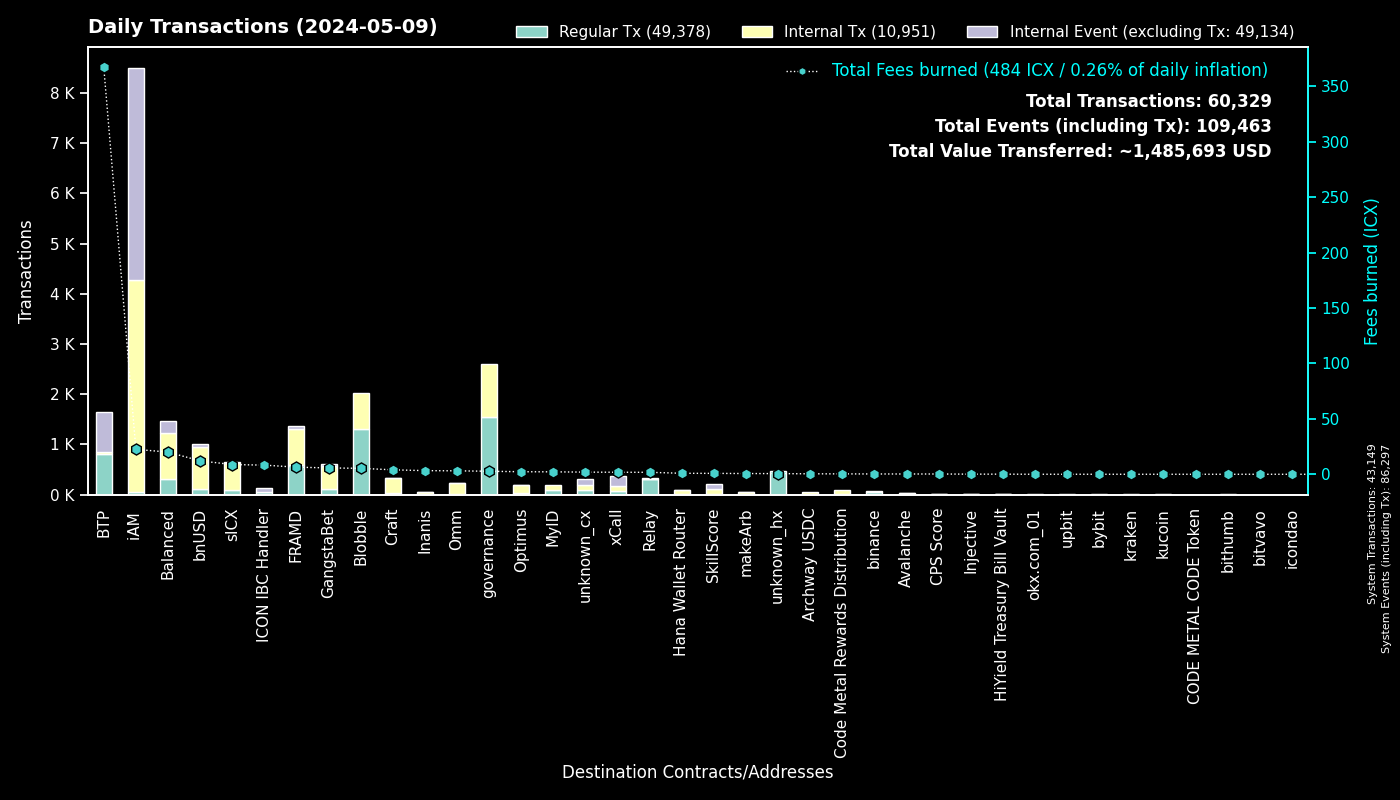 Daily Transactions (2024-05-09)
Regular Tx (49,378)
Internal Tx (10,951)
Internal Event (excluding Tx: 49,134)
Total Fees burned (484 ICX / 0.26% of daily inflation)
Total Transactions: 60,329
Total Events (including Tx): 109,463
Total Value Transferred: ~1,485,693 USD
Transactions
8 K
7 K
6 K
5 K
4 K
3 K
2 K
1 K
0 K
350
300
250
200
150
100
50
0
Fees burned (ICX)
BTP
iAM
Balanced
bnUSD
sICX
ICON IBC Handler
FRAMD
GangstaBet
Blobble
Craft
Inanis
Omm
governance
Optimus
MyID
unknown_cx
xCall
Relay
Hana Wallet Router
SkillScore
makeArb
unknown_hx
Archway USDC
Code Metal Rewards Distribution
binance
Avalanche
CPS Score
Injective
HiYield Treasury Bill Vault
okx.com_01
upbit
bybit
kraken
kucoin
CODE METAL CODE Token
bithumb
bitvavo
icondao
Destination Contracts/Addresses
System Transactions: 43,149
System Events (including Tx): 86,297